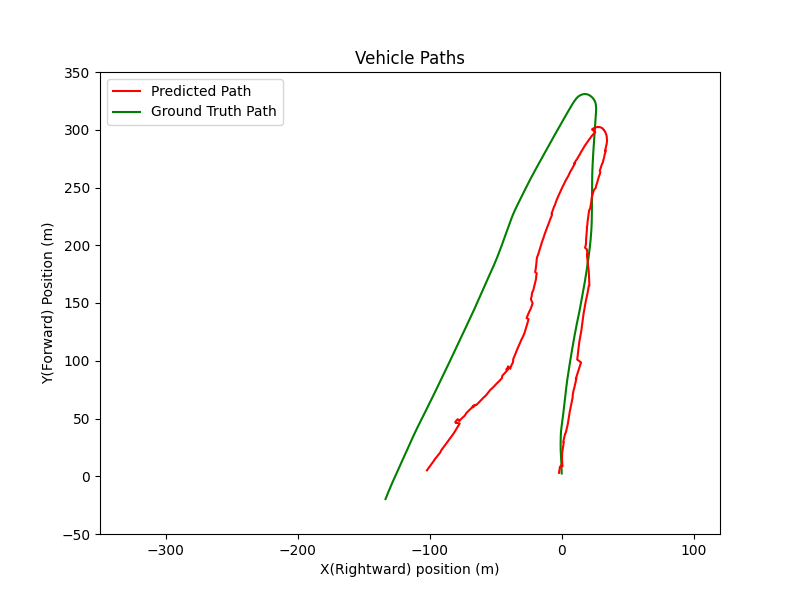 Vehicle Paths
Predicted Path
Ground Truth Path
350
300
250
200
150
100
50
0
−50
Y(Forward) Position (m)
−300
−200
−100
0
100
X(Rightward) position (m)